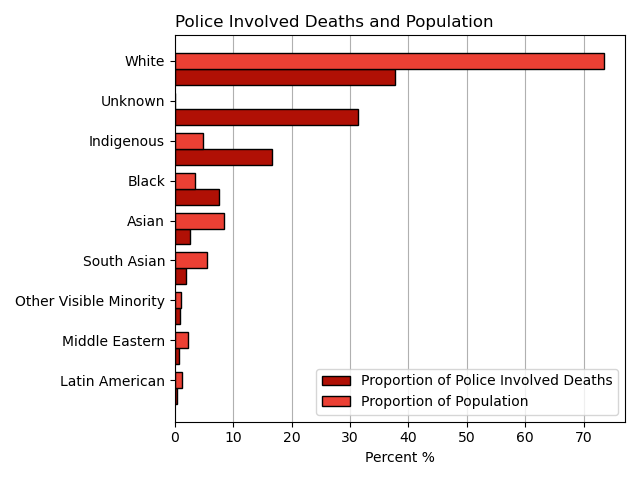 Police Involved Deaths and Population
White
Unknown
Indigenous
Black
Asian
South Asian
Other Visible Minority
Middle Eastern
Latin American
Proportion of Police Involved Deaths
Proportion of Population
0 10 20 30 40 50 60 70
Percent %